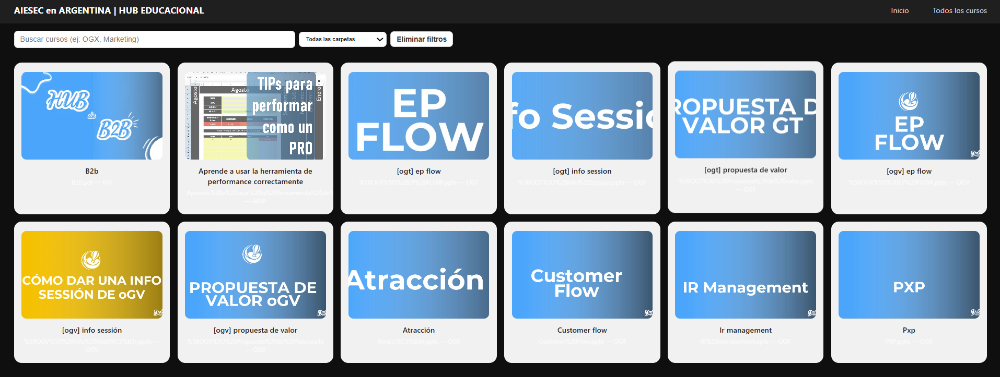 AIESEC en ARGENTINA | HUB EDUCACIONAL
Inicio
Todos los cursos
Buscar cursos (ej: OGX, Marketing)
Todas las carpetas
Eliminar filtros
HUB
de
B2B
B2b
B2B.pdf — IGV
Agosto
Agosto
Enero
TIPs para
performar
como un
PRO
Aprende a usar la herramienta de
performance correctamente
Aprende%20a%20usar%20la%20herramienta%20de%
— MXP
EP
FLOW
[ogt] ep flow
%5BOGT%5D%20EP%20FLOW.pptx — OGT
fo Sessio
[ogt] info session
%5BOGT%5D%20Info%20Session.pptx — OGT
ROPUESTA D
VALOR GT
[ogt] propuesta de valor
%5BOGT%5D%20Propuesta%20de%20valor.pptx
— OGT
EP
FLOW
[ogv] ep flow
%5BOGV%5D%20EP%20FLOW.pptx — OGV
CÓMO DAR UNA INFO
SESSIÓN DE oGV
[ogv] info sessión
%5BOGV%5D%20Info%20Sessi%C3%B3n.pptx —
OGV
PROPUESTA DE
VALOR oGV
[ogv] propuesta de valor
%5BOGV%5D%20Propuesta%20de%20Valor.pptx
— OGV
Atracción
Atracción
Atracci%C3%B3n.pptx — OGX
Customer
Flow
Customer flow
Customer%20Flow.pptx — OGX
IR Management
Ir management
IR%20management.pptx — OGX
PXP
Pxp
PXP.pptx — OGX